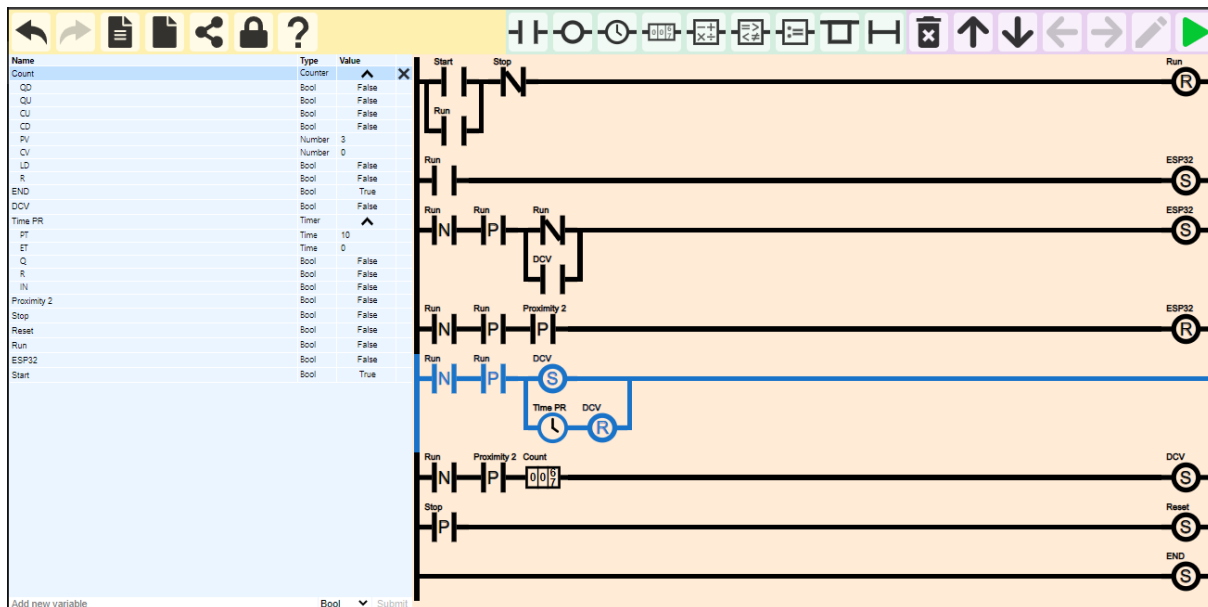 ?
Name Type Value
Count Counter
QD Bool False
QU Bool False
CU Bool False
CD Bool False
PV Number 3
CV Number 0
LD Bool False
R Bool False
END Bool True
DCV Bool False
Time PR Timer
PT Time 10
ET Time 0
Q Bool False
R Bool False
IN Bool False
Proximity 2 Bool False
Stop Bool False
Reset Bool False
Run Bool False
ESP32 Bool False
Start Bool True
Add new variable Bool Submit
Start Stop Run
R
Run
Run ESP32
S
Run Run Run ESP32
N P S
DCV
Run Run Proximity 2 ESP32
N P P R
Run Run DCV
N P S
Time PR DCV
R
Run Proximity 2 Count DCV
N P 0 0 6 7 S
Stop Reset
P S
END
S